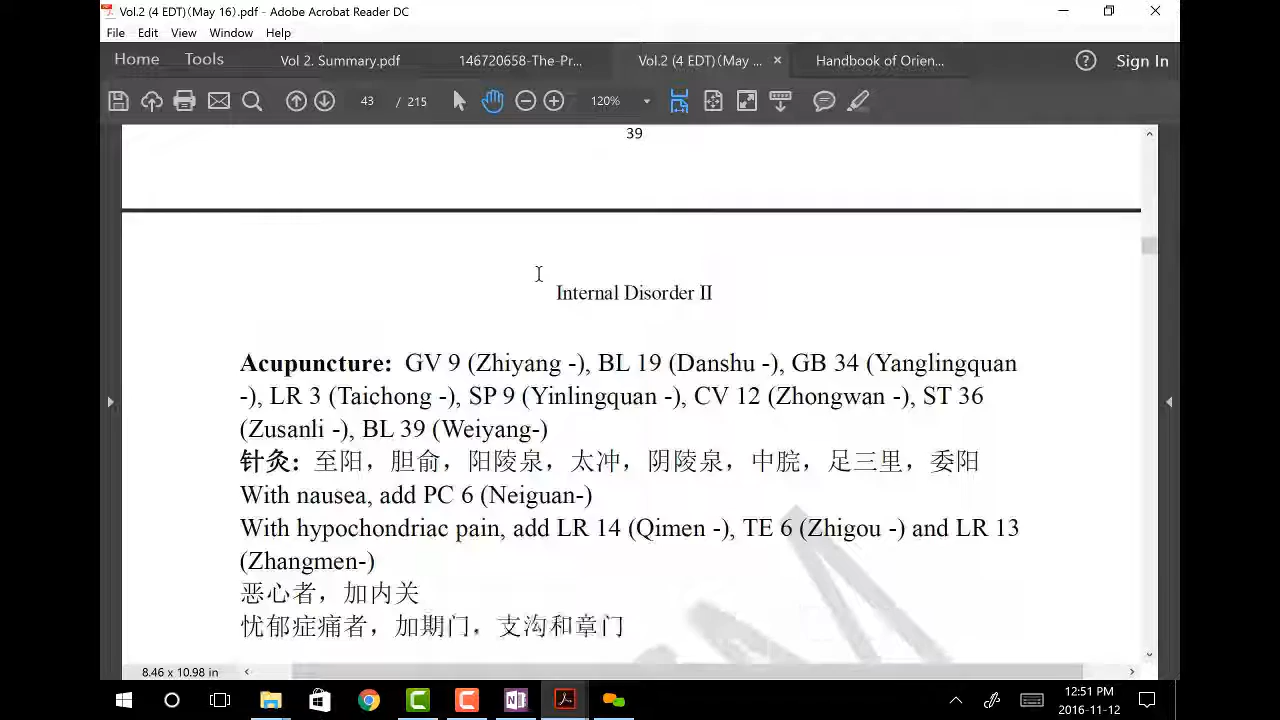 Vol.2 (4 EDT)(May 16).pdf - Adobe Acrobat Reader DC
File Edit View Window Help
Home Tools Vol 2. Summary.pdf 146720658-The-Pr... Vol.2 (4 EDT)(May ... × Handbook of Orien... Sign In
43 / 215 120%
39
Internal Disorder II
Acupuncture: GV 9 (Zhiyang -), BL 19 (Danshu -), GB 34 (Yanglingquan
-), LR 3 (Taichong -), SP 9 (Yinlingquan -), CV 12 (Zhongwan -), ST 36
(Zusanli -), BL 39 (Weiyang-)
针灸：至阳，胆俞，阳陵泉，太冲，阴陵泉，中脘，足三里，委阳
With nausea, add PC 6 (Neiguan-)
With hypochondriac pain, add LR 14 (Qimen -), TE 6 (Zhigou -) and LR 13
(Zhangmen-)
恶心者，加内关
忧郁症痛者，加期门，支沟和章门
8.46 x 10.98 in
12:51 PM
2016-11-12